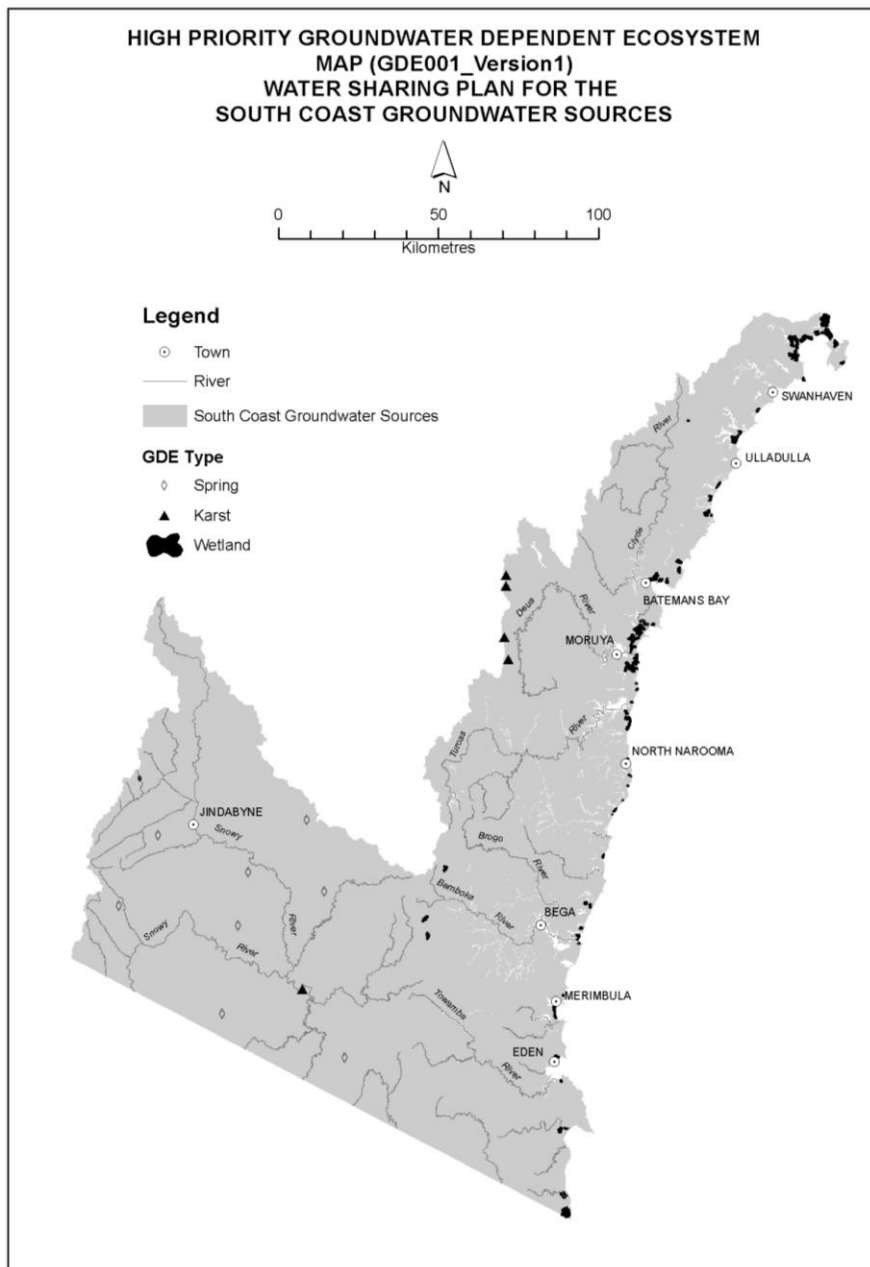 HIGH PRIORITY GROUNDWATER DEPENDENT ECOSYSTEM
MAP (GDE001_Version1)
WATER SHARING PLAN FOR THE
SOUTH COAST GROUNDWATER SOURCES
N
0 50 100
Kilometres
Legend
Town
River
South Coast Groundwater Sources
GDE Type
Spring
Karst
Wetland
SWANHAVEN
River
ULLADULLA
Clyde
BATEMANS BAY
Deua
River
MORUYA
River
Tuross
NORTH NAROOMA
JINDABYNE
Snowy
Brogo
River
Bemboka
River
BEGA
Snowy
River
River
MERIMBULA
Towamba
River
EDEN